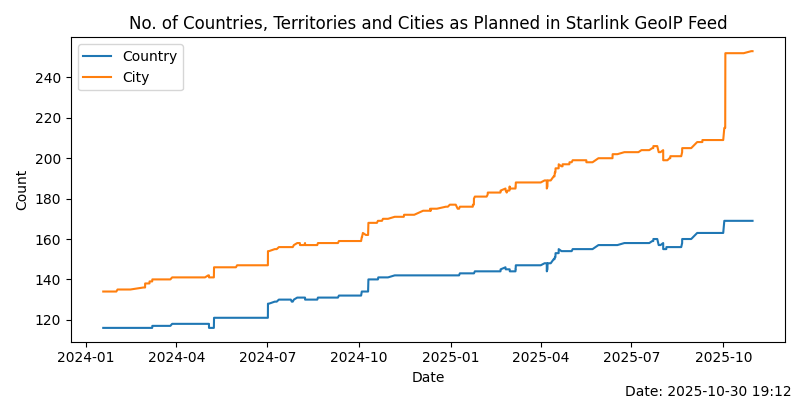 No. of Countries, Territories and Cities as Planned in Starlink GeoIP Feed
Country
City
Count
240
220
200
180
160
140
120
2024-01 2024-04 2024-07 2024-10 2025-01 2025-04 2025-07 2025-10
Date
Date: 2025-10-30 19:12